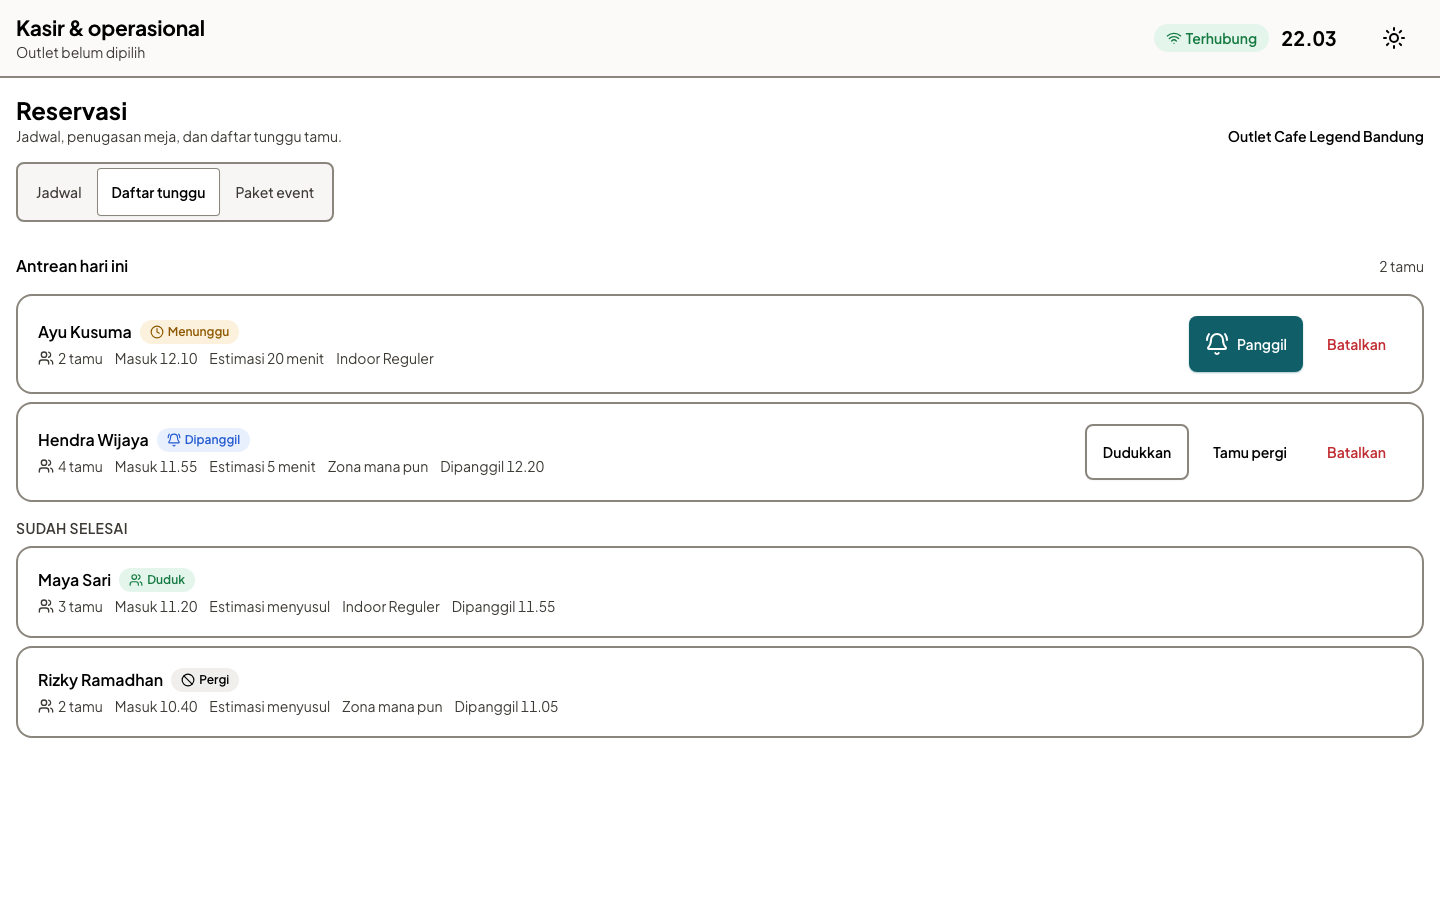 Kasir & operasional
Outlet belum dipilih
Terhubung 22.03
Reservasi
Jadwal, penugasan meja, dan daftar tunggu tamu.
Outlet Cafe Legend Bandung
Jadwal Daftar tunggu Paket event
Antrean hari ini 2 tamu
Ayu Kusuma Menunggu
2 tamu Masuk 12.10 Estimasi 20 menit Indoor Reguler
Panggil Batalkan
Hendra Wijaya Dipanggil
4 tamu Masuk 11.55 Estimasi 5 menit Zona mana pun Dipanggil 12.20
Dudukkan Tamu pergi Batalkan
SUDAH SELESAI
Maya Sari Duduk
3 tamu Masuk 11.20 Estimasi menyusul Indoor Reguler Dipanggil 11.55
Rizky Ramadhan Pergi
2 tamu Masuk 10.40 Estimasi menyusul Zona mana pun Dipanggil 11.05